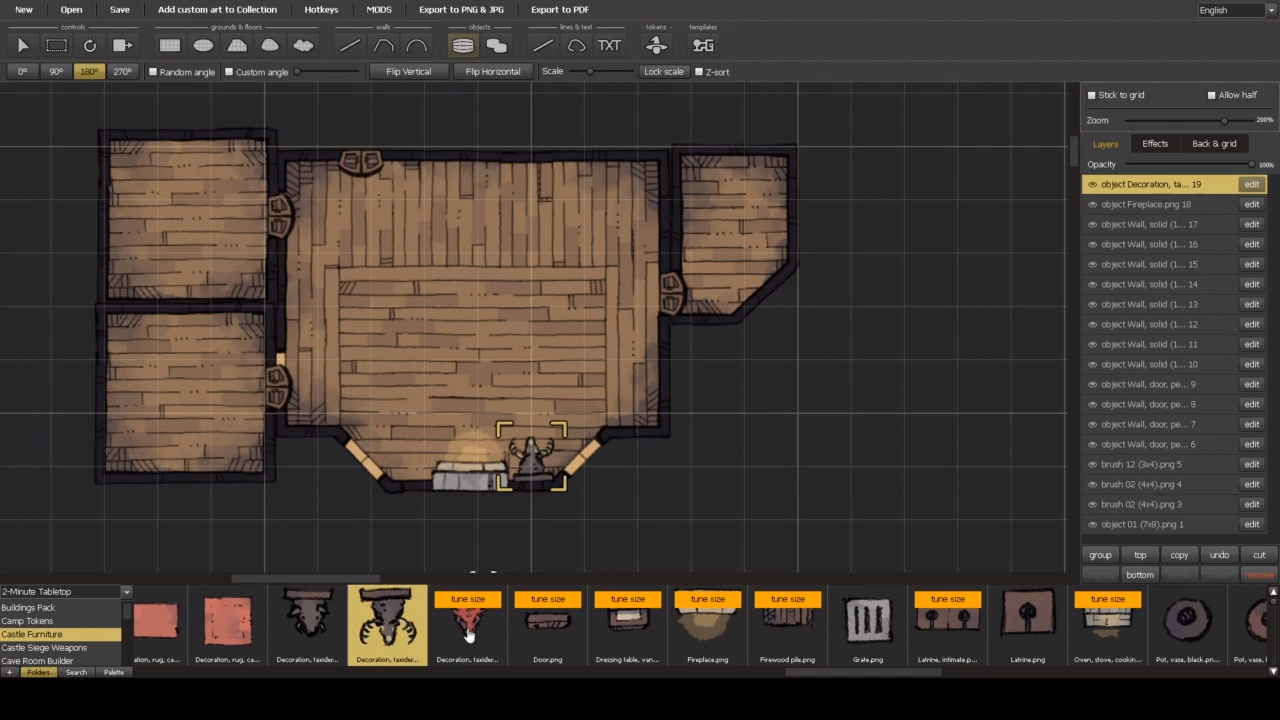 New Open Save Add custom art to Collection Hotkeys MODS Export to PNG & JPG Export to PDF English
controls grounds & floors walls objects lines & text tokens templates
TXT
0° 90° 180° 270° Random angle Custom angle Flip Vertical Flip Horizontal Scale Lock scale Z-sort
Stick to grid Allow half
Zoom 200%
Layers Effects Back & grid
Opacity 100%
object Decoration, ta... 19 edit
object Fireplace.png 18 edit
object Wall, solid (1... 17 edit
object Wall, solid (1... 16 edit
object Wall, solid (1... 15 edit
object Wall, solid (1... 14 edit
object Wall, solid (1... 13 edit
object Wall, solid (1... 12 edit
object Wall, solid (1... 11 edit
object Wall, solid (1... 10 edit
object Wall, door, pe... 9 edit
object Wall, door, pe... 8 edit
object Wall, door, pe... 7 edit
object Wall, door, pe... 6 edit
brush 12 (3x4).png 5 edit
brush 02 (4x4).png 4 edit
brush 02 (4x4).png 3 edit
object 01 (7x8).png 1 edit
group top copy undo cut
bottom remove
2-Minute Tabletop
Buildings Pack
Camp Tokens
Castle Furniture
Castle Siege Weapons
Cave Room Builder
+ Folders Search Palette
tune size tune size tune size tune size tune size tune size tune size
ation, rug, ca... Decoration, rug, ca... Decoration, taxider... Decoration, taxider... Decoration, taxider... Door.png Dressing table, van... Fireplace.png Firewood pile.png Grate.png Latrine, intimate.p... Latrine.png Oven, stove, cookin... Pot, vase, black.pn... Pot, vase, b